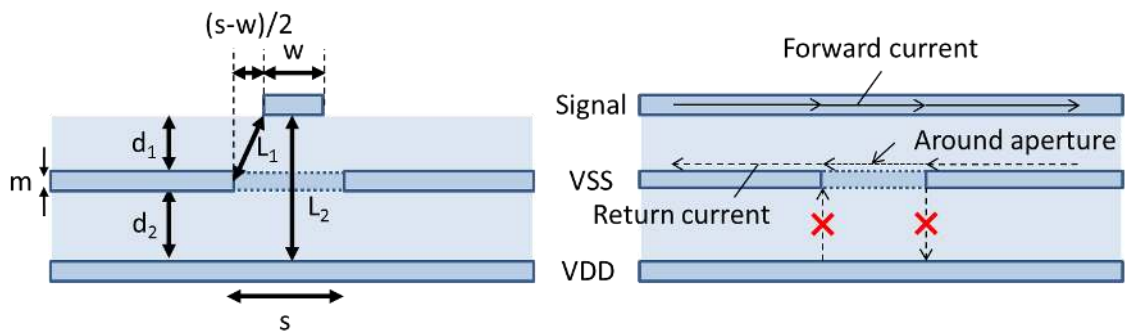 (s-w)/2
w
d₁
L₁
m
L₂
d₂
s
Forward current
Signal
Around aperture
VSS
Return current
VDD